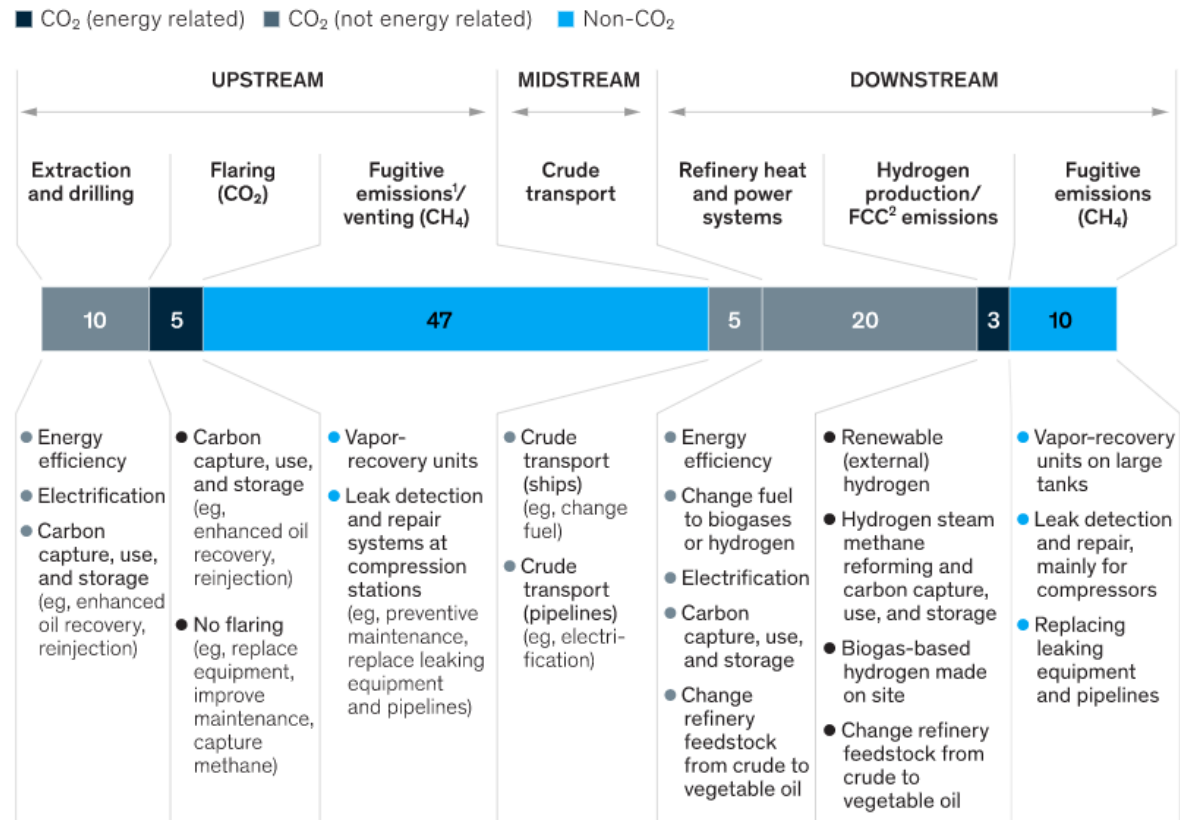 CO₂ (energy related) CO₂ (not energy related) Non-CO₂
UPSTREAM MIDSTREAM DOWNSTREAM
Extraction
and drilling
Flaring
(CO₂)
Fugitive
emissions¹/
venting (CH₄)
Crude
transport
Refinery heat
and power
systems
Hydrogen
production/
FCC² emissions
Fugitive
emissions
(CH₄)
10 5 47 5 20 3 10
● Energy
efficiency
● Electrification
● Carbon
capture, use,
and storage
(eg, enhanced
oil recovery,
reinjection)
● Carbon
capture, use,
and storage
(eg,
enhanced oil
recovery,
reinjection)
● No flaring
(eg, replace
equipment,
improve
maintenance,
capture
methane)
● Vapor-
recovery units
● Leak detection
and repair
systems at
compression
stations
(eg, preventive
maintenance,
replace leaking
equipment
and pipelines)
● Crude
transport
(ships)
(eg, change
fuel)
● Crude
transport
(pipelines)
(eg, electri-
fication)
● Energy
efficiency
● Change fuel
to biogases
or hydrogen
● Electrification
● Carbon
capture, use,
and storage
● Change
refinery
feedstock
from crude to
vegetable oil
● Renewable
(external)
hydrogen
● Hydrogen steam
methane
reforming and
carbon capture,
use, and storage
● Biogas-based
hydrogen made
on site
● Change refinery
feedstock from
crude to
vegetable oil
● Vapor-recovery
units on large
tanks
● Leak detection
and repair,
mainly for
compressors
● Replacing
leaking
equipment
and pipelines